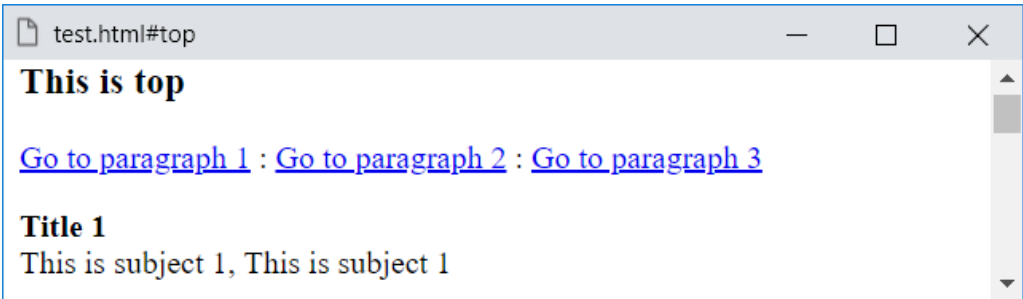 test.html#top
This is top
Go to paragraph 1 : Go to paragraph 2 : Go to paragraph 3
Title 1
This is subject 1, This is subject 1